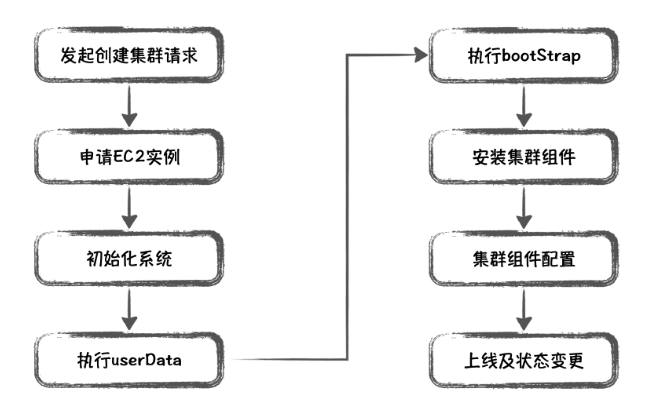 发起创建集群请求
申请EC2实例
初始化系统
执行userData
执行bootStrap
安装集群组件
集群组件配置
上线及状态变更